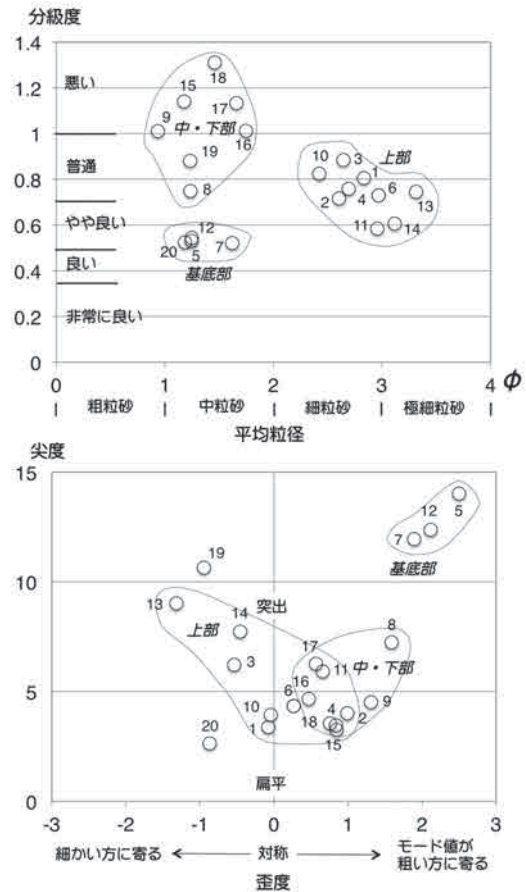 分級度
1.4
悪い
18
15
1.2
17
9
中・下部
16
1
19
10
3
上部
1
普通
0.8
8
2
4
6
13
やや良い
0.6
12
11
14
20
5
7
良い
基底部
0.4
0.2
非常に良い
0
0
1
2
3
4
φ
粗粒砂
中粒砂
細粒砂
極細粒砂
平均粒径
尖度
15
12
5
7
19
基底部
10
13
上部
14
突出
8
17
3
11
中・下部
16
5
6
10
4
9
1
18
2
20
15
扁平
0
-3
-2
-1
0
1
2
3
細かい方に寄る
対称
モード値が
粗い方に寄る
歪度